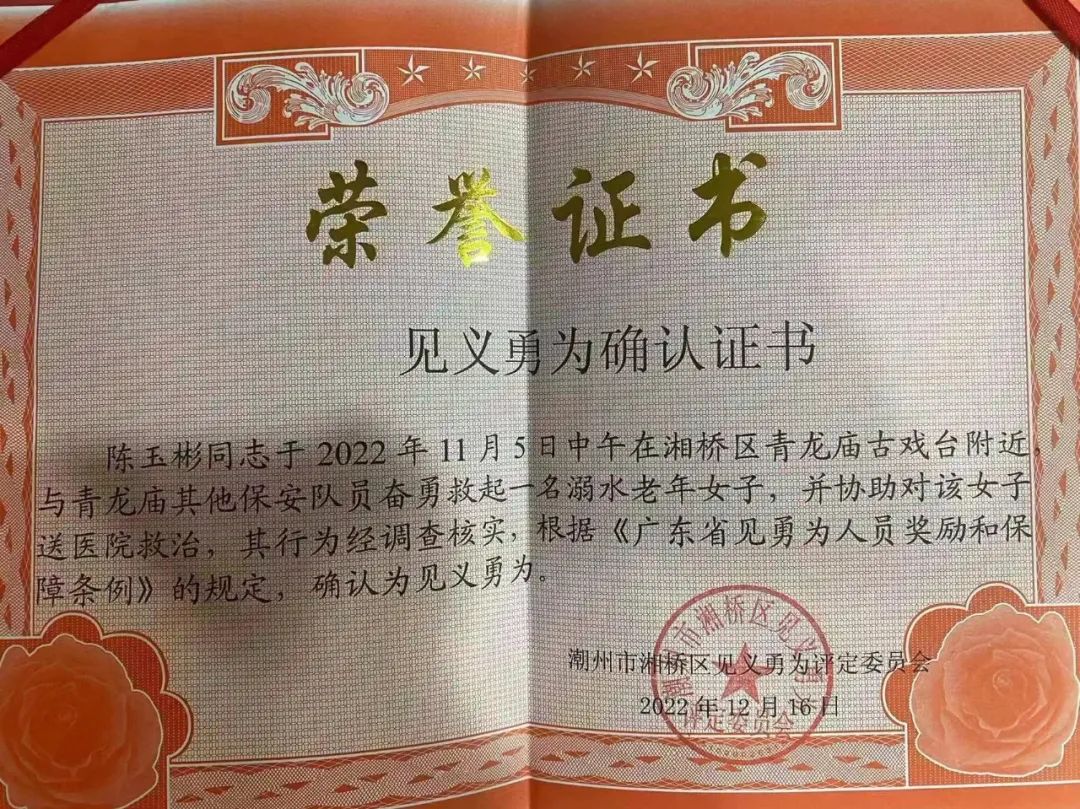 荣誉证书
见义勇为确认证书
陈玉彬同志于2022年11月5日中午在湘桥区青龙庙古戏台附近，
与青龙庙其他保安队员奋勇救起一名溺水老年女子，并协助对该女子
送医院救治，其行为经调查核实，根据《广东省见勇为人员奖励和保
障条例》的规定，确认为见义勇为。
潮州市湘桥区见义勇为评定委员会
2022年12月16日
评定委员会